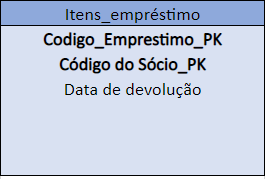 Itens_empréstimo
Codigo_Emprestimo_PK
Código do Sócio_PK
Data de devolução